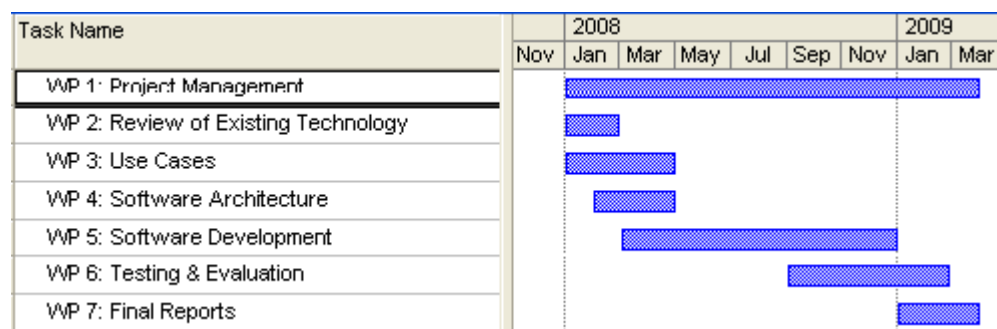 Task Name
2008 2009
Nov Jan Mar May Jul Sep Nov Jan Mar
WP 1: Project Management
WP 2: Review of Existing Technology
WP 3: Use Cases
WP 4: Software Architecture
WP 5: Software Development
WP 6: Testing & Evaluation
WP 7: Final Reports